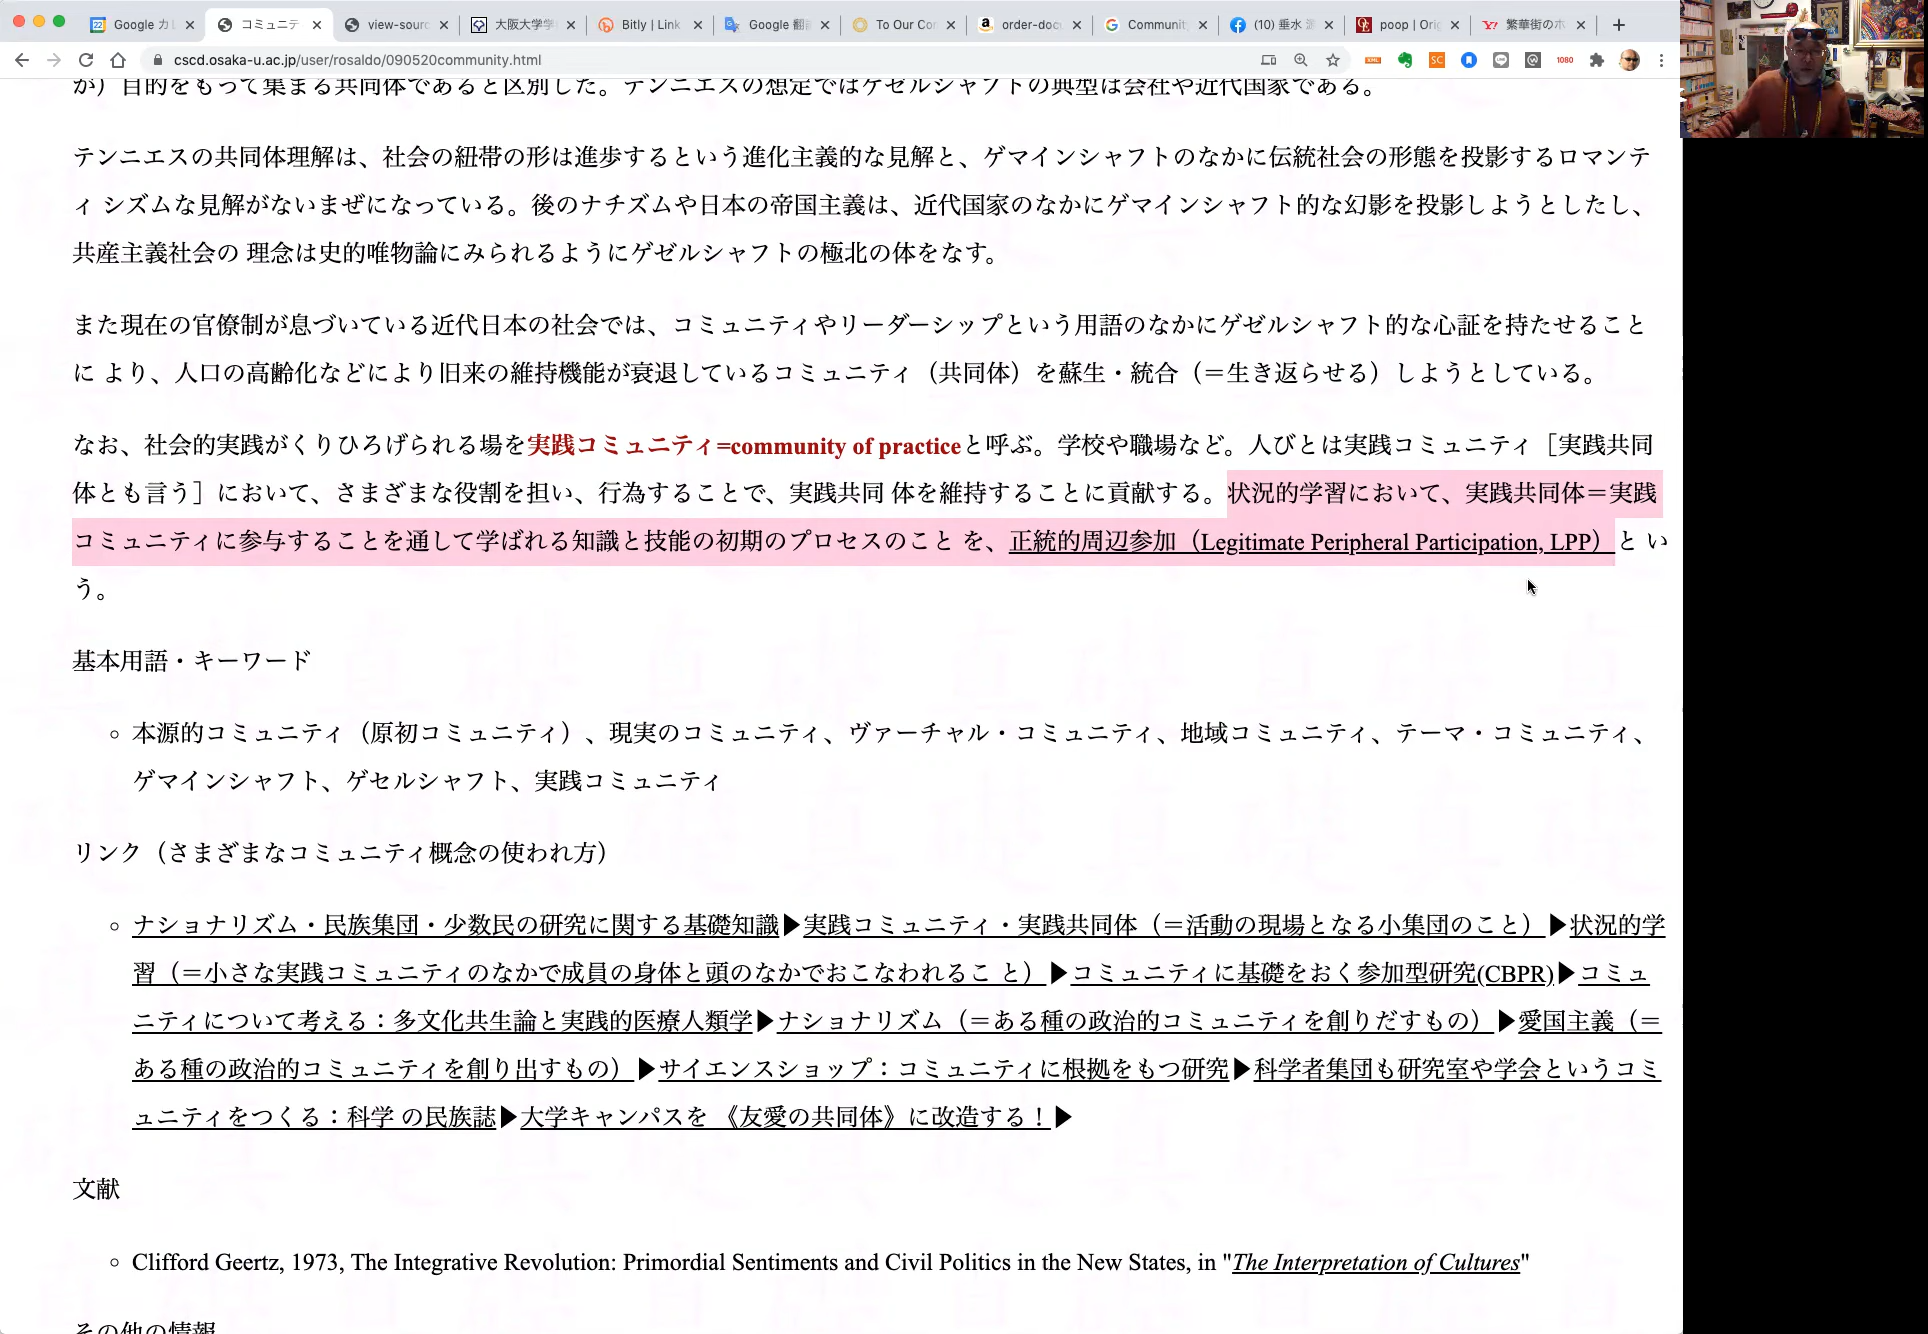 Google カレ
コミュニテ
view-sourc
大阪大学学
Bitly | Link
Google 翻訳
To Our Cor
order-doc
Communit
(10) 垂水 源
poop | Orig
繁華街のホ
cscd.osaka-u.ac.jp/user/rosaldo/090520community.html
が）目的をもって集まる共同体であると区別した。テンニエスの想定ではゲゼルシャフトの典型は会社や近代国家である。
テンニエスの共同体理解は、社会の紐帯の形は進歩するという進化主義的な見解と、ゲマインシャフトのなかに伝統社会の形態を投影するロマンテ
ィ シズムな見解がないまぜになっている。後のナチズムや日本の帝国主義は、近代国家のなかにゲマインシャフト的な幻影を投影しようとしたし、
共産主義社会の 理念は史的唯物論にみられるようにゲゼルシャフトの極北の体をなす。
また現在の官僚制が息づいている近代日本の社会では、コミュニティやリーダーシップという用語のなかにゲゼルシャフト的な心証を持たせること
に より、人口の高齢化などにより旧来の維持機能が衰退しているコミュニティ（共同体）を蘇生・統合（＝生き返らせる）しようとしている。
なお、社会的実践がくりひろげられる場を実践コミュニティ=community of practiceと呼ぶ。学校や職場など。人びとは実践コミュニティ［実践共同
体とも言う］において、さまざまな役割を担い、行為することで、実践共同 体を維持することに貢献する。状況的学習において、実践共同体＝実践
コミュニティに参与することを通して学ばれる知識と技能の初期のプロセスのこと を、正統的周辺参加（Legitimate Peripheral Participation, LPP）と い
う。
基本用語・キーワード
本源的コミュニティ（原初コミュニティ）、現実のコミュニティ、ヴァーチャル・コミュニティ、地域コミュニティ、テーマ・コミュニティ、
ゲマインシャフト、ゲセルシャフト、実践コミュニティ
リンク（さまざまなコミュニティ概念の使われ方）
ナショナリズム・民族集団・少数民の研究に関する基礎知識▶実践コミュニティ・実践共同体（＝活動の現場となる小集団のこと）▶状況的学
習（＝小さな実践コミュニティのなかで成員の身体と頭のなかでおこなわれるこ と）▶コミュニティに基礎をおく参加型研究(CBPR)▶コミュ
ニティについて考える：多文化共生論と実践的医療人類学▶ナショナリズム（＝ある種の政治的コミュニティを創りだすもの）▶愛国主義（＝
ある種の政治的コミュニティを創り出すもの）▶サイエンスショップ：コミュニティに根拠をもつ研究▶科学者集団も研究室や学会というコミ
ュニティをつくる：科学 の民族誌▶大学キャンパスを 《友愛の共同体》に改造する！▶
文献
Clifford Geertz, 1973, The Integrative Revolution: Primordial Sentiments and Civil Politics in the New States, in "The Interpretation of Cultures"
その他の情報